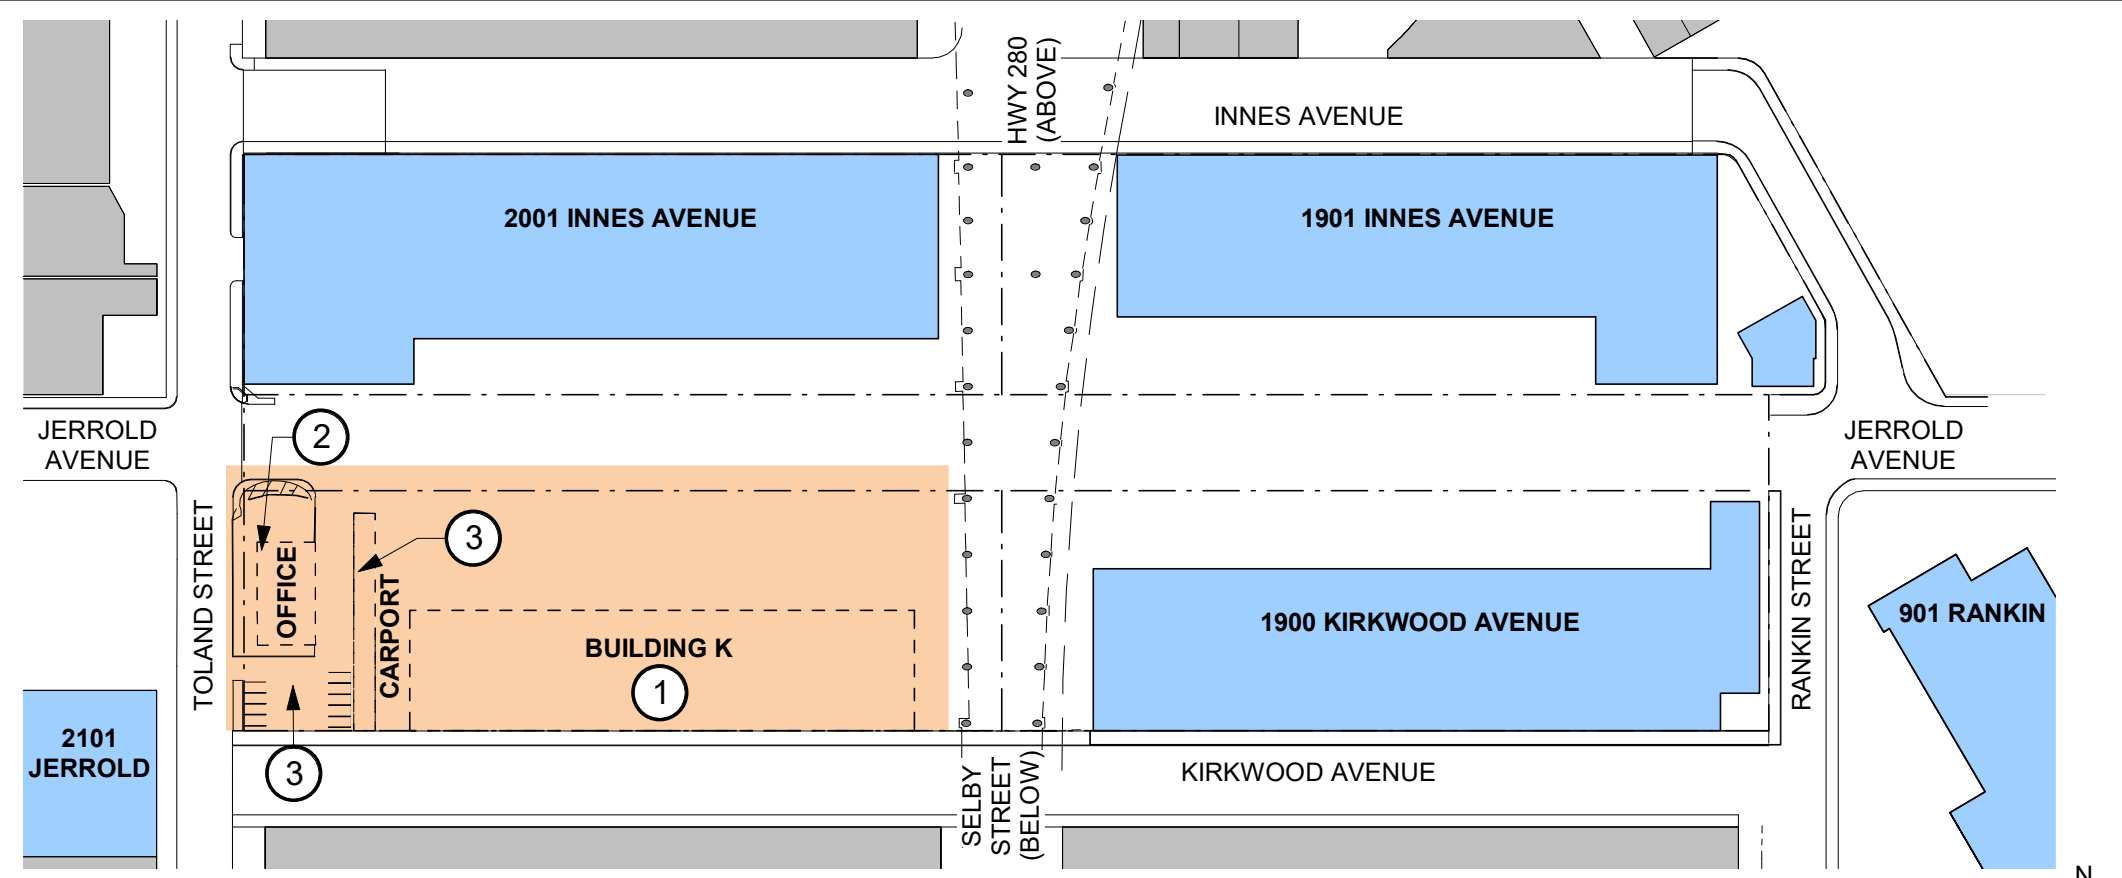 HWY 280
(ABOVE)
INNES AVENUE
2001 INNES AVENUE
1901 INNES AVENUE
JERROLD
AVENUE
2
JERROLD
AVENUE
TOLAND STREET
OFFICE
3
CARPORT
BUILDING K
1
1900 KIRKWOOD AVENUE
RANKIN STREET
901 RANKIN
2101
JERROLD
3
SELBY
STREET
(BELOW)
KIRKWOOD AVENUE
N